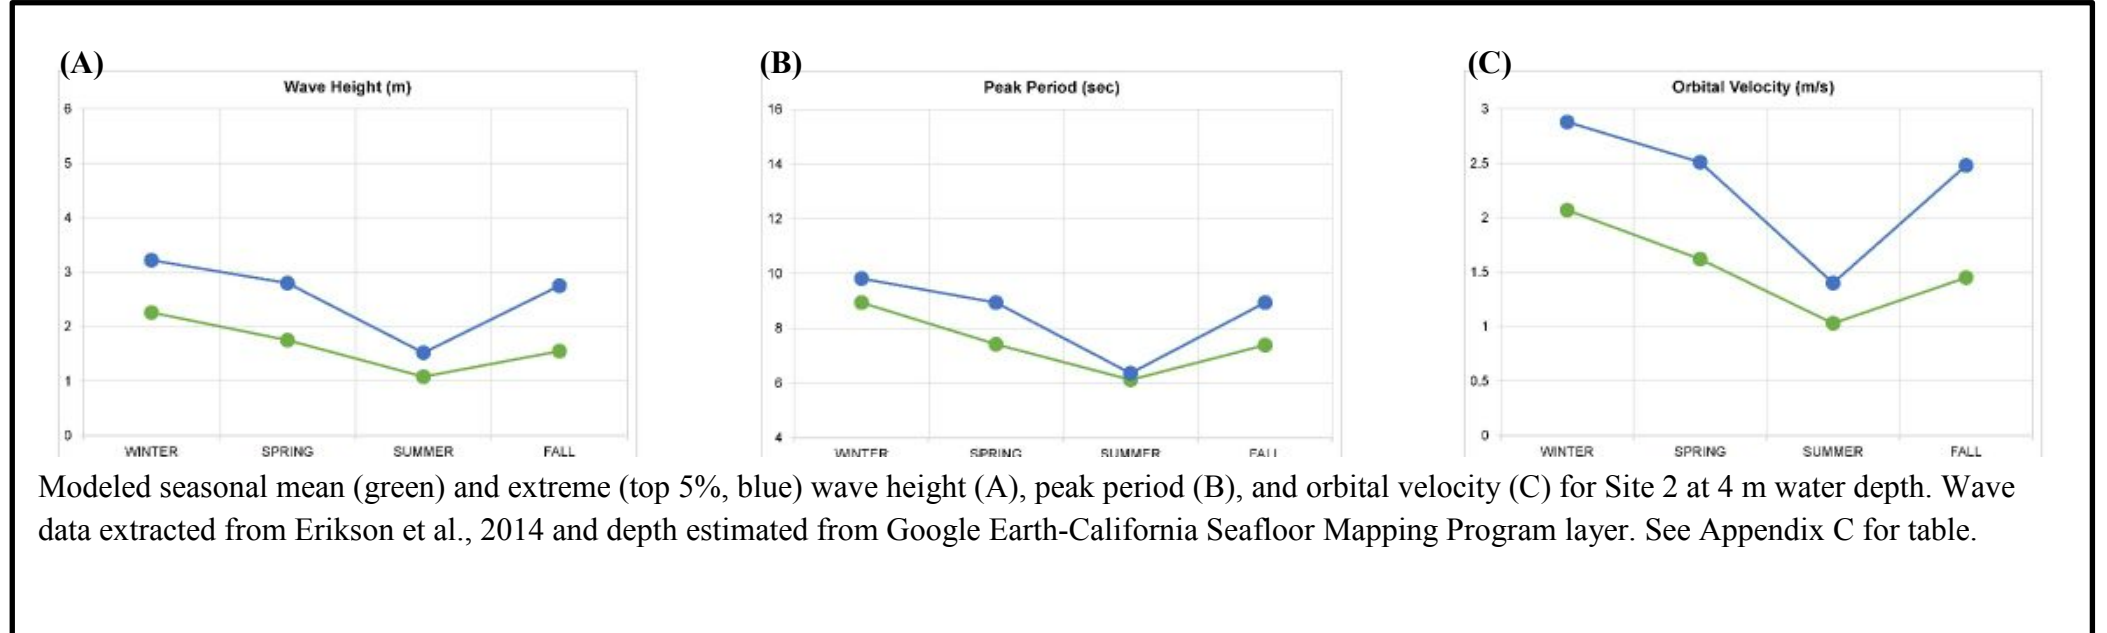 (A)
Wave Height (m)
6
5
4
3
2
1
0
WINTER SPRING SUMMER FALL
(B)
Peak Period (sec)
16
14
12
10
8
6
4
WINTER SPRING SUMMER FALL
(C)
Orbital Velocity (m/s)
3
2.5
2
1.5
1
0.5
0
WINTER SPRING SUMMER FALL
Modeled seasonal mean (green) and extreme (top 5%, blue) wave height (A), peak period (B), and orbital velocity (C) for Site 2 at 4 m water depth. Wave
data extracted from Erikson et al., 2014 and depth estimated from Google Earth-California Seafloor Mapping Program layer. See Appendix C for table.